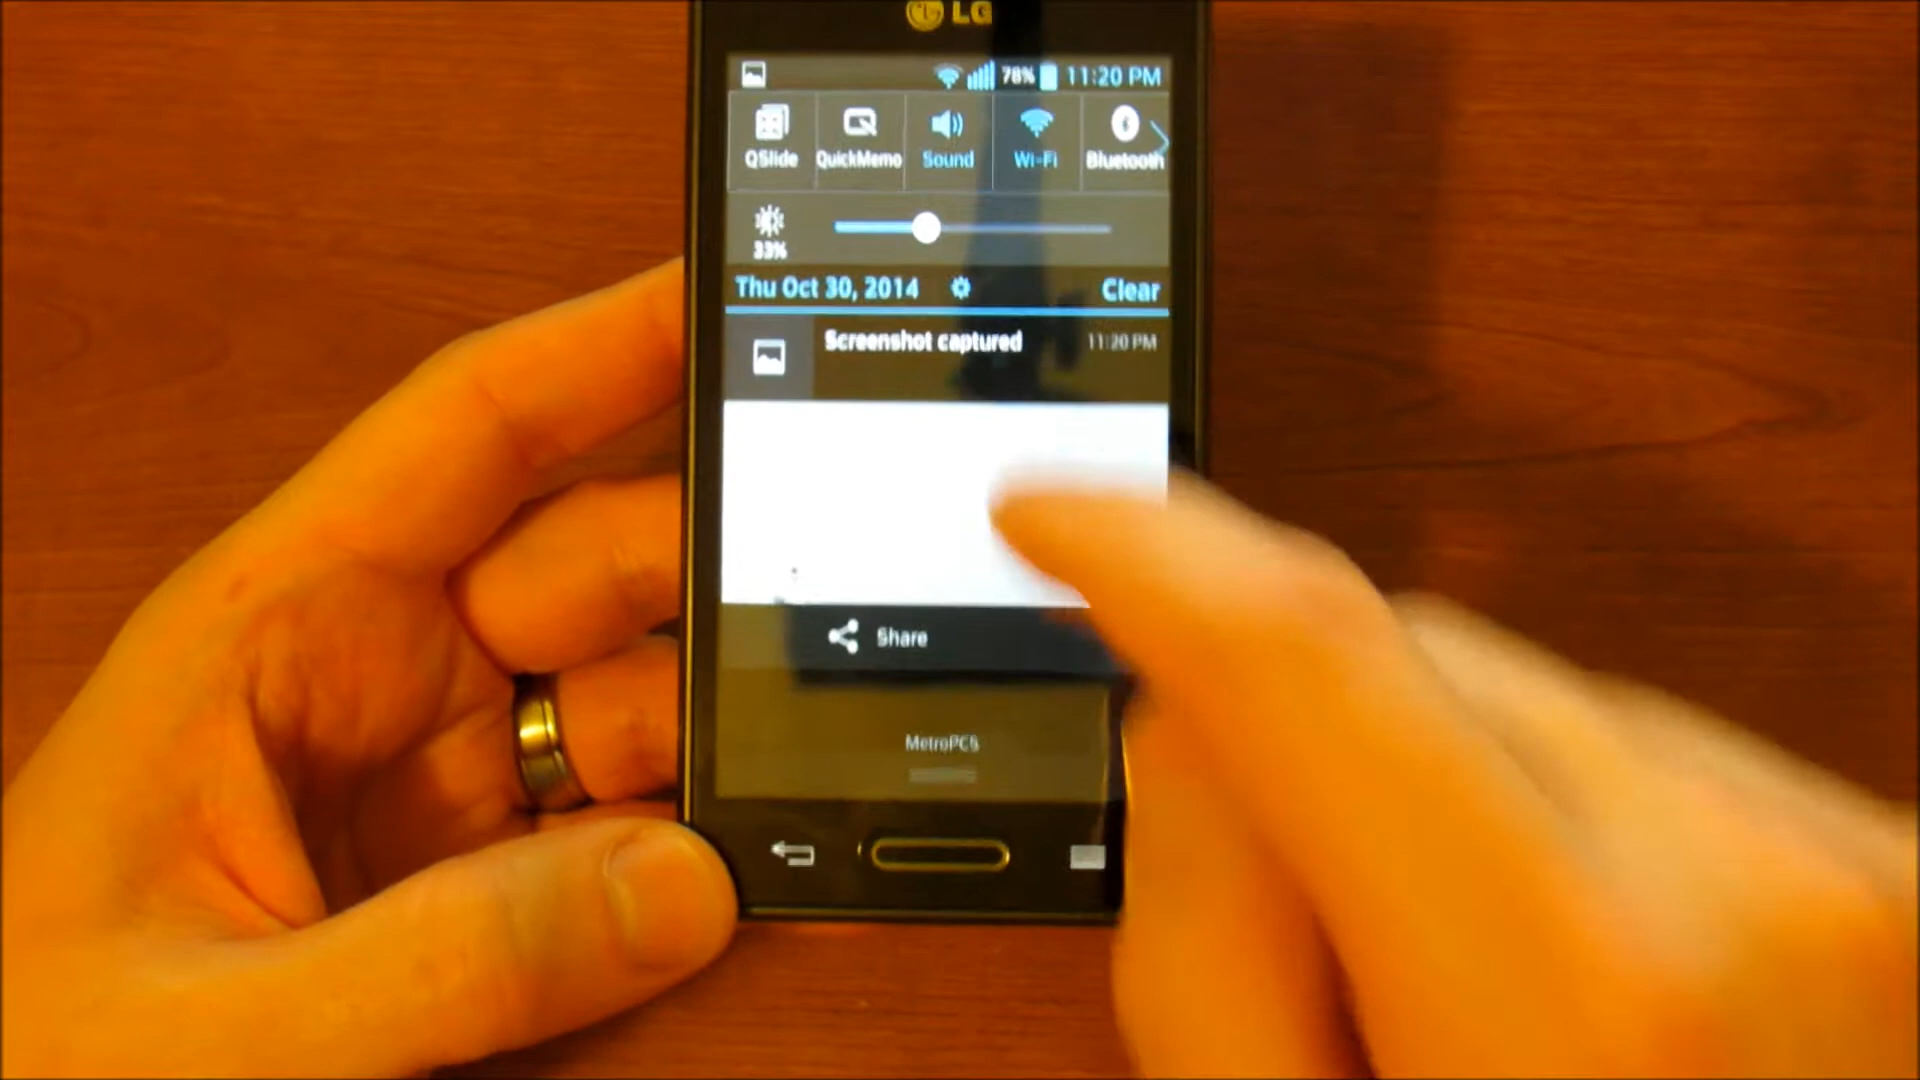 LG
78% 11:20 PM
QSlide QuickMemo Sound Wi-Fi Bluetooth
33%
Thu Oct 30, 2014 Clear
Screenshot captured 11:20 PM
Share
MetroPCS